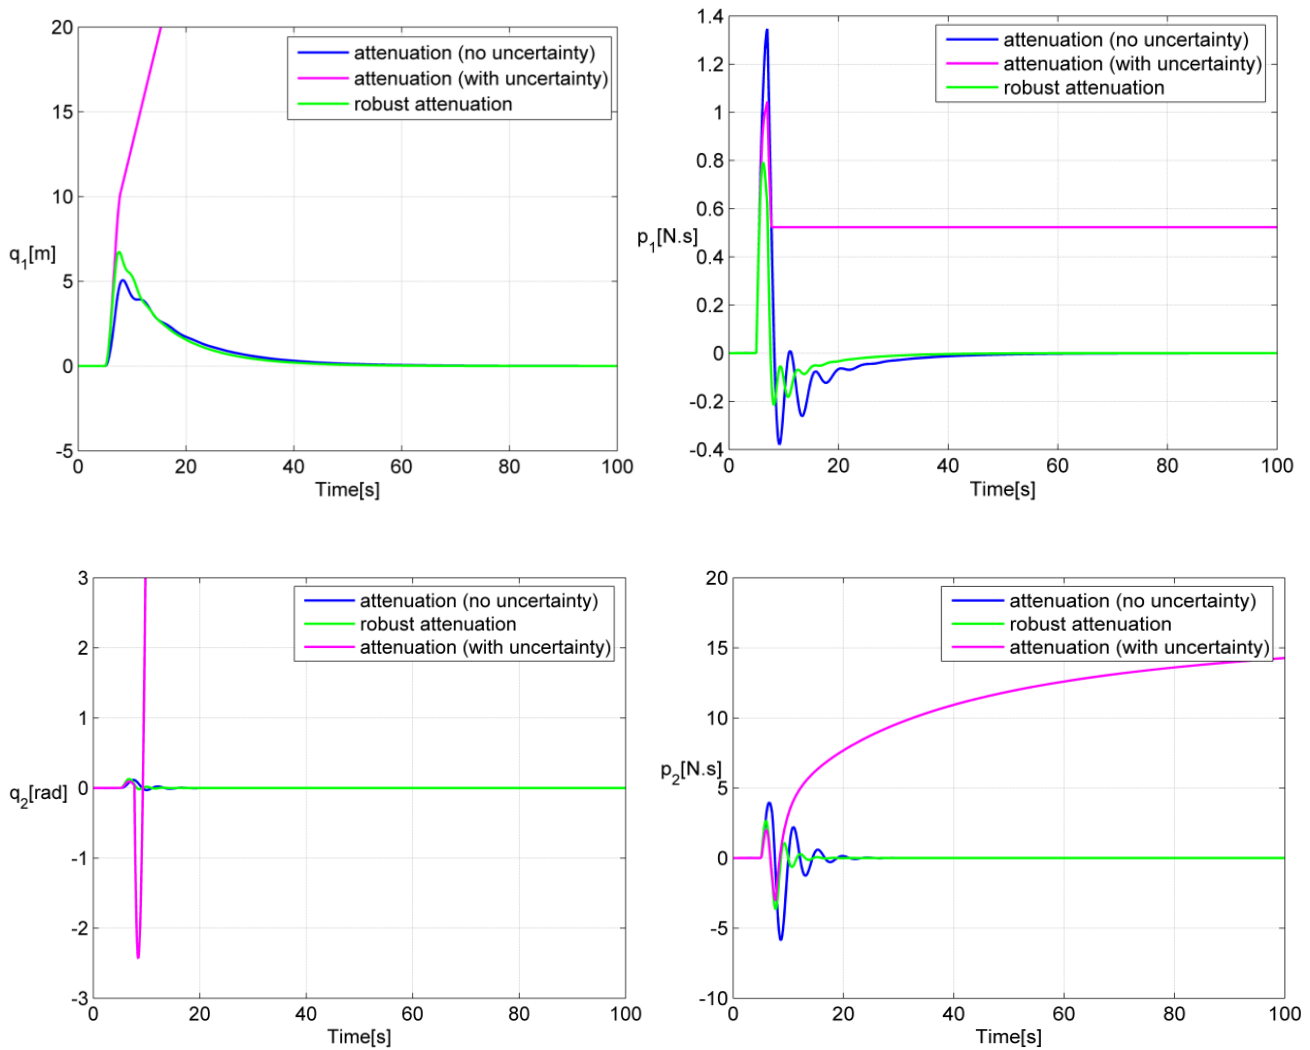 20
15
10
5
0
-5
q1[m]
attenuation (no uncertainty)
attenuation (with uncertainty)
robust attenuation
0 20 40 60 80 100
Time[s]
1.4
1.2
1
0.8
0.6
0.4
0.2
0
-0.2
-0.4
p1[N.s]
attenuation (no uncertainty)
attenuation (with uncertainty)
robust attenuation
0 20 40 60 80 100
Time[s]
3
2
1
0
-1
-2
-3
q2[rad]
attenuation (no uncertainty)
robust attenuation
attenuation (with uncertainty)
0 20 40 60 80 100
Time[s]
20
15
10
5
0
-5
-10
p2[N.s]
attenuation (no uncertainty)
robust attenuation
attenuation (with uncertainty)
0 20 40 60 80 100
Time[s]